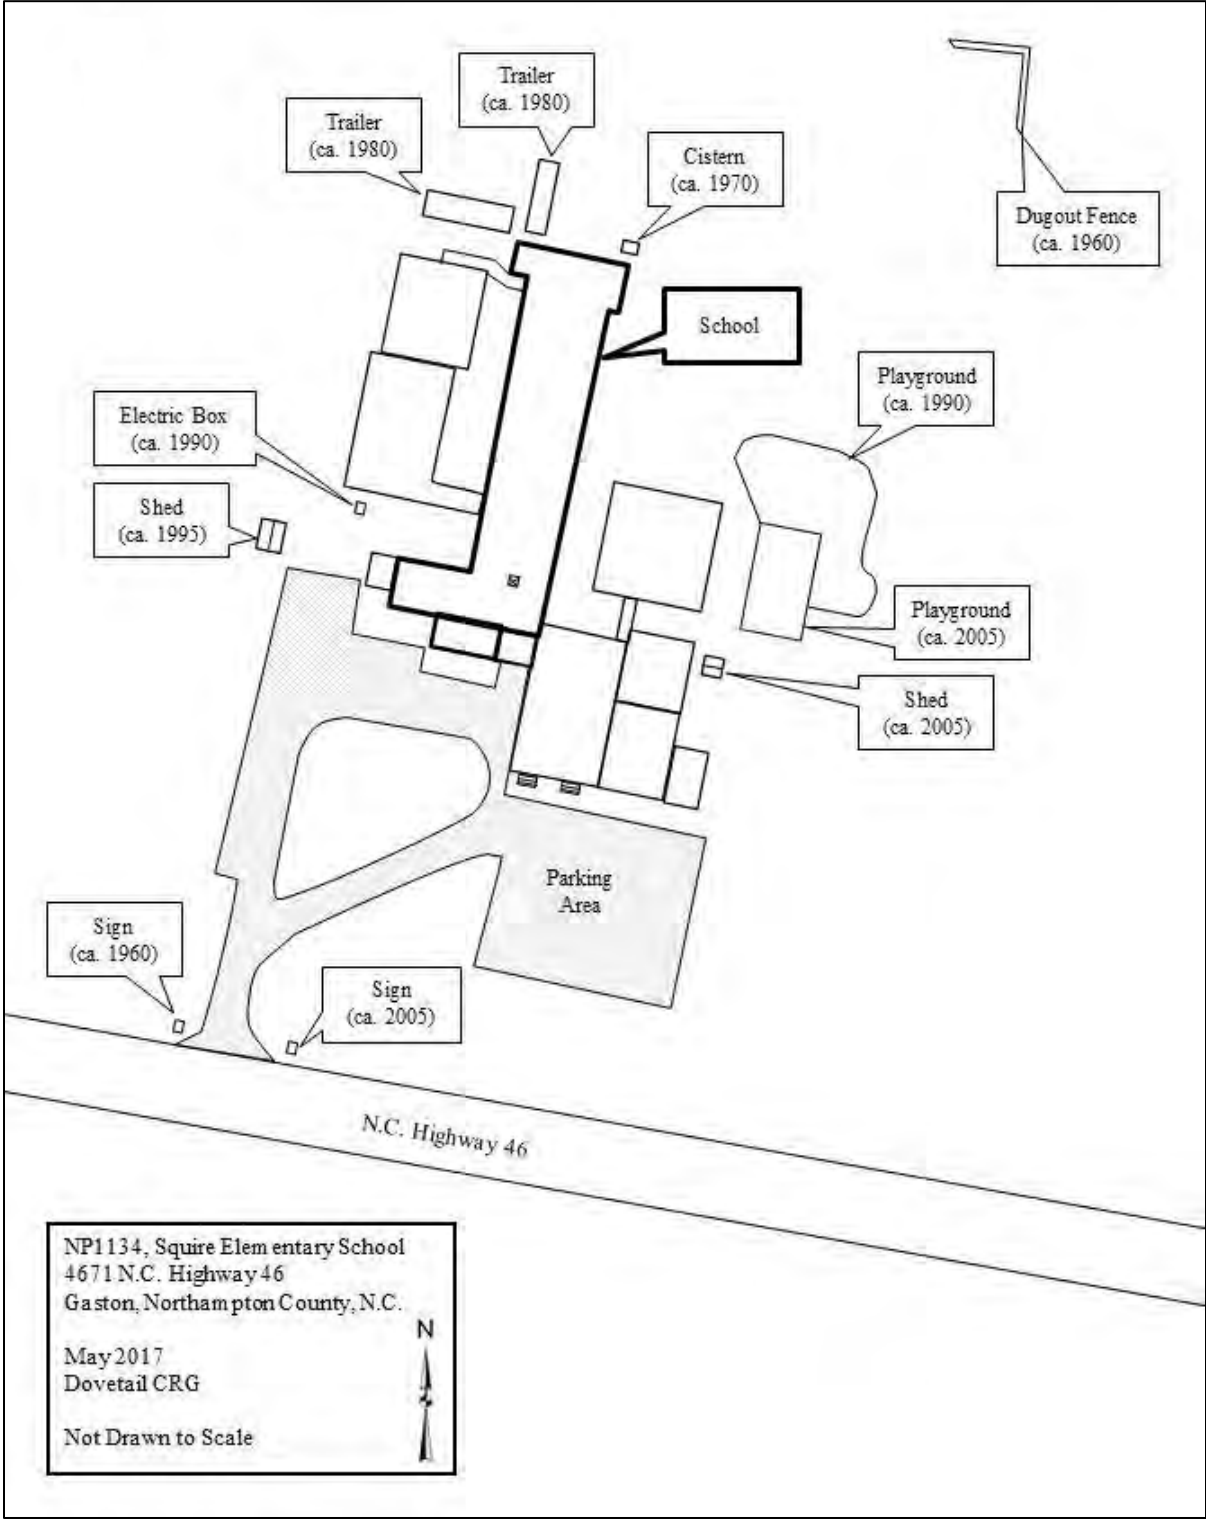 Trailer
(ca. 1980)
Trailer
(ca. 1980)
Cistern
(ca. 1970)
Dugout Fence
(ca. 1960)
School
Playground
(ca. 1990)
Electric Box
(ca. 1990)
Shed
(ca. 1995)
Playground
(ca. 2005)
Shed
(ca. 2005)
Parking
Area
Sign
(ca. 1960)
Sign
(ca. 2005)
N.C. Highway 46
NP1134, Squire Elementary School
4671 N.C. Highway 46
Gaston, Northampton County, N.C.
N
May 2017
Dovetail CRG
Not Drawn to Scale